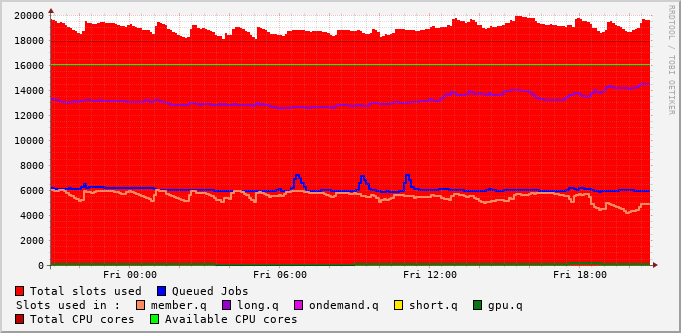 20000
18000
16000
14000
12000
10000
8000
6000
4000
2000
0
Fri 00:00 Fri 06:00 Fri 12:00 Fri 18:00
RRDTOOL / TOBI OETIKER
Total slots used Queued Jobs
Slots used in : member.q long.q ondemand.q short.q gpu.q
Total CPU cores Available CPU cores